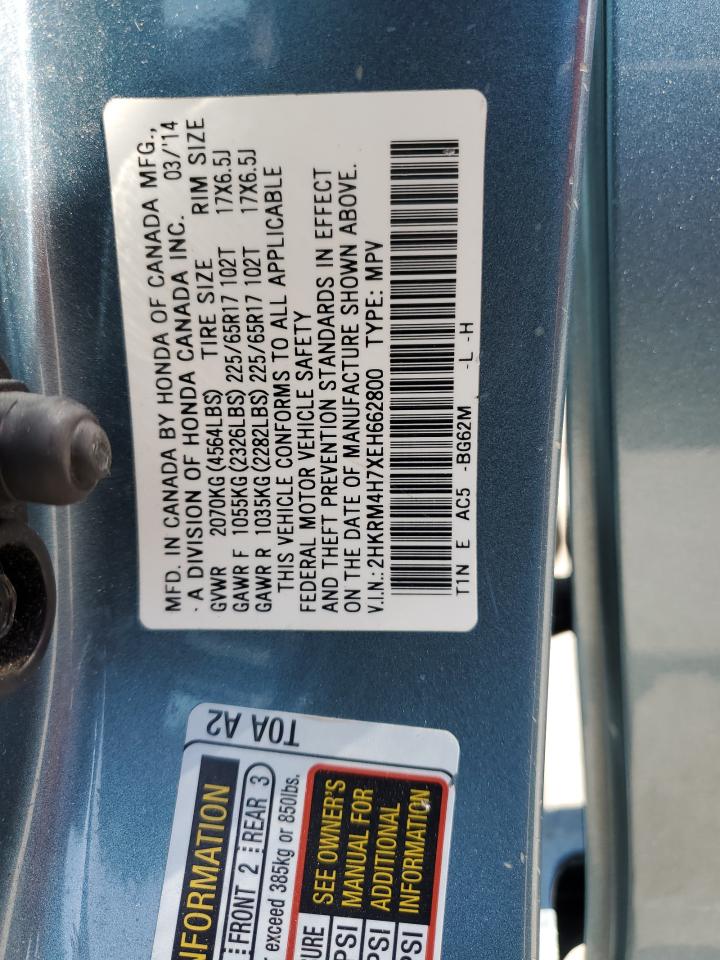 MFD. IN CANADA BY HONDA OF CANADA MFG.,
- A DIVISION OF HONDA CANADA INC. 03/'14
GVWR 2070KG(4564LBS) TIRE SIZE RIM SIZE
GAWR F 1055KG(2326LBS) 225/65R17 102T 17X6.5J
GAWR R 1035KG(2282LBS) 225/65R17 102T 17X6.5J
THIS VEHICLE CONFORMS TO ALL APPLICABLE
FEDERAL MOTOR VEHICLE SAFETY
AND THEFT PREVENTION STANDARDS IN EFFECT
ON THE DATE OF MANUFACTURE SHOWN ABOVE.
V.I.N.:2HKRM4H7XEH662800 TYPE: MPV
T1N E AC5 -BG62M -L -H
T0A A2
NFORMATION
FRONT 2 REAR 3
exceed 385kg or 850lbs.
SEE OWNER'S
MANUAL FOR
ADDITIONAL
INFORMATION
URE
PSI
PSI
PSI